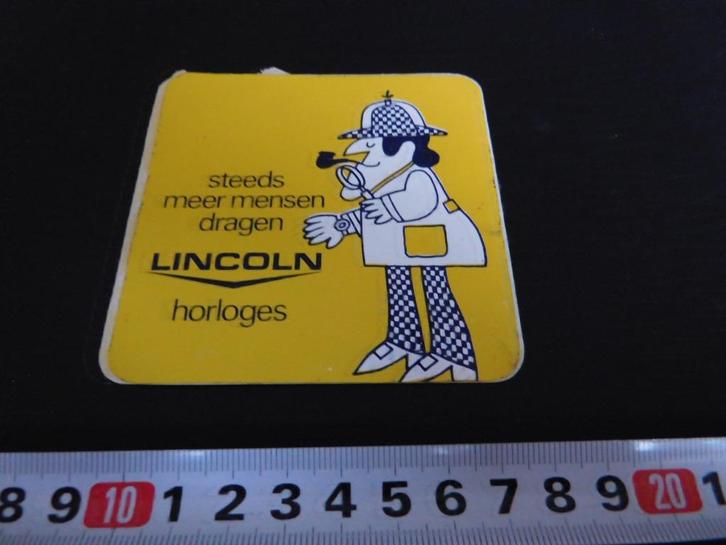 steeds
meer mensen
dragen
LINCOLN
horloges
8 9 10 1 2 3 4 5 6 7 8 9 20 1